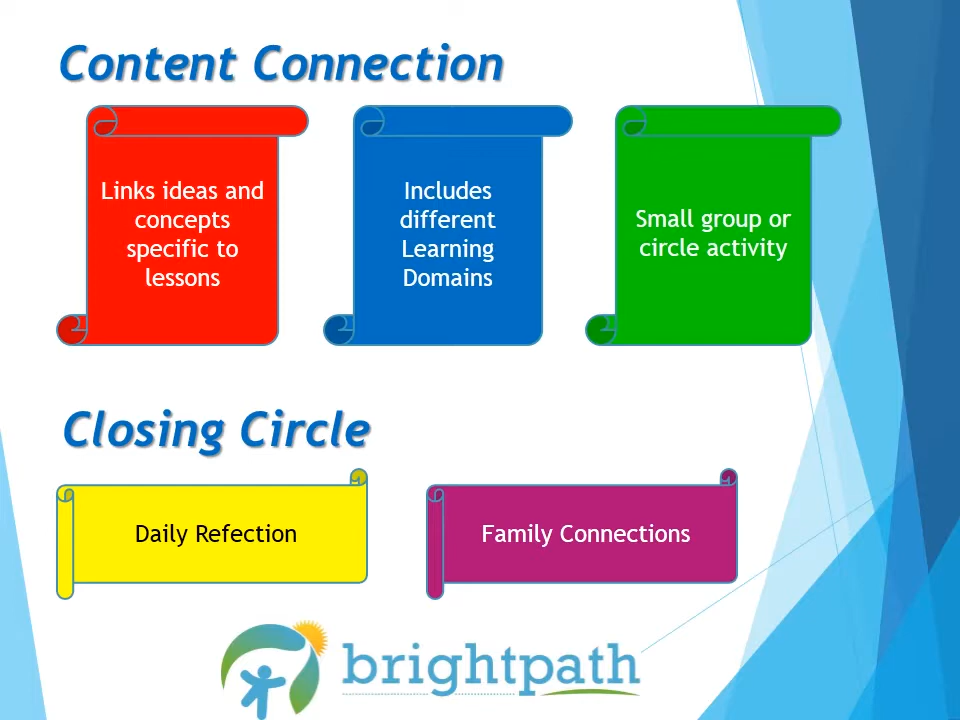 Content Connection
Links ideas and
concepts
specific to
lessons
Includes
different
Learning
Domains
Small group or
circle activity
Closing Circle
Daily Refection
Family Connections
brightpath